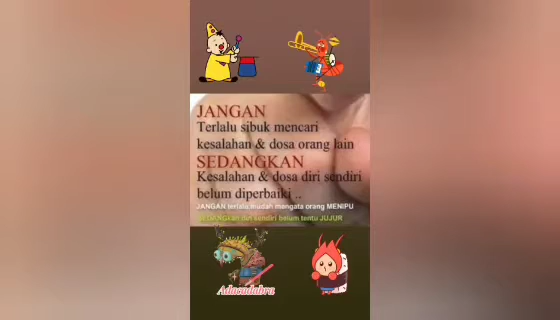 JANGAN
Terlalu sibuk mencari
kesalahan & dosa orang lain
SEDANGKAN
Kesalahan & dosa diri sendiri
belum diperbaiki ..
JANGAN terlalu mudah mangata orang MENIPU
SEDANGKAN diri sendiri belum tentu JUJUR
Adacadabra